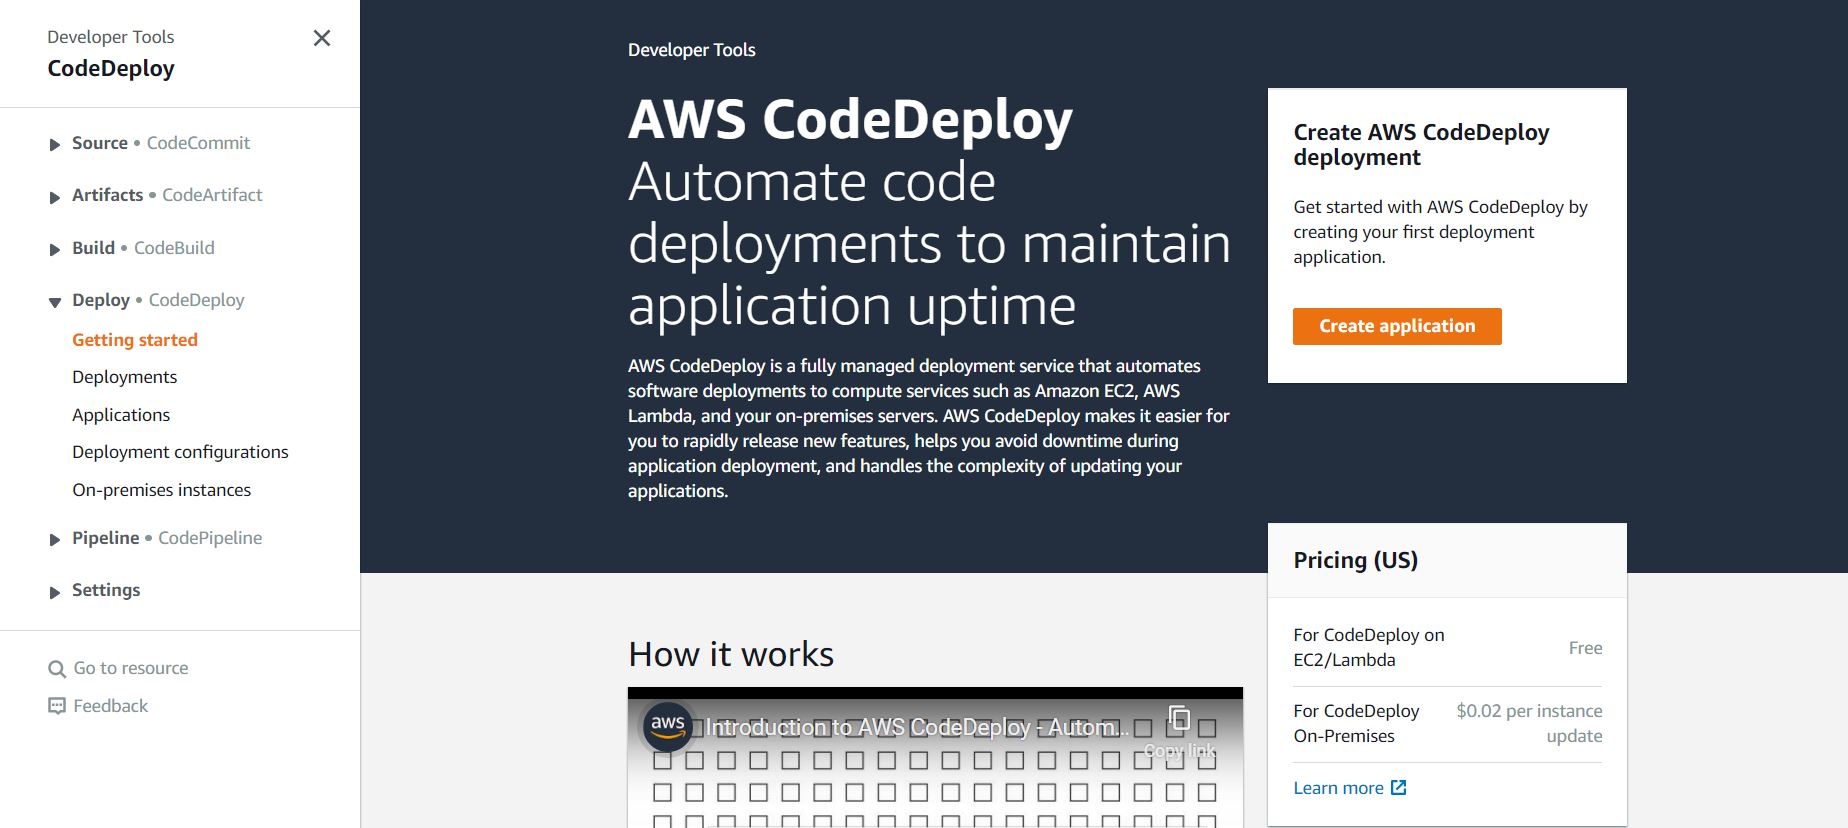 Developer Tools
CodeDeploy
Source • CodeCommit
Artifacts • CodeArtifact
Build • CodeBuild
Deploy • CodeDeploy
Getting started
Deployments
Applications
Deployment configurations
On-premises instances
Pipeline • CodePipeline
Settings
Go to resource
Feedback
Developer Tools
AWS CodeDeploy
Automate code
deployments to maintain
application uptime
AWS CodeDeploy is a fully managed deployment service that automates
software deployments to compute services such as Amazon EC2, AWS
Lambda, and your on-premises servers. AWS CodeDeploy makes it easier for
you to rapidly release new features, helps you avoid downtime during
application deployment, and handles the complexity of updating your
applications.
Create AWS CodeDeploy
deployment
Get started with AWS CodeDeploy by
creating your first deployment
application.
Create application
How it works
aws
Introduction to AWS CodeDeploy - Autom...
Copy link
Pricing (US)
For CodeDeploy on
EC2/Lambda
Free
For CodeDeploy
On-Premises
$0.02 per instance
update
Learn more